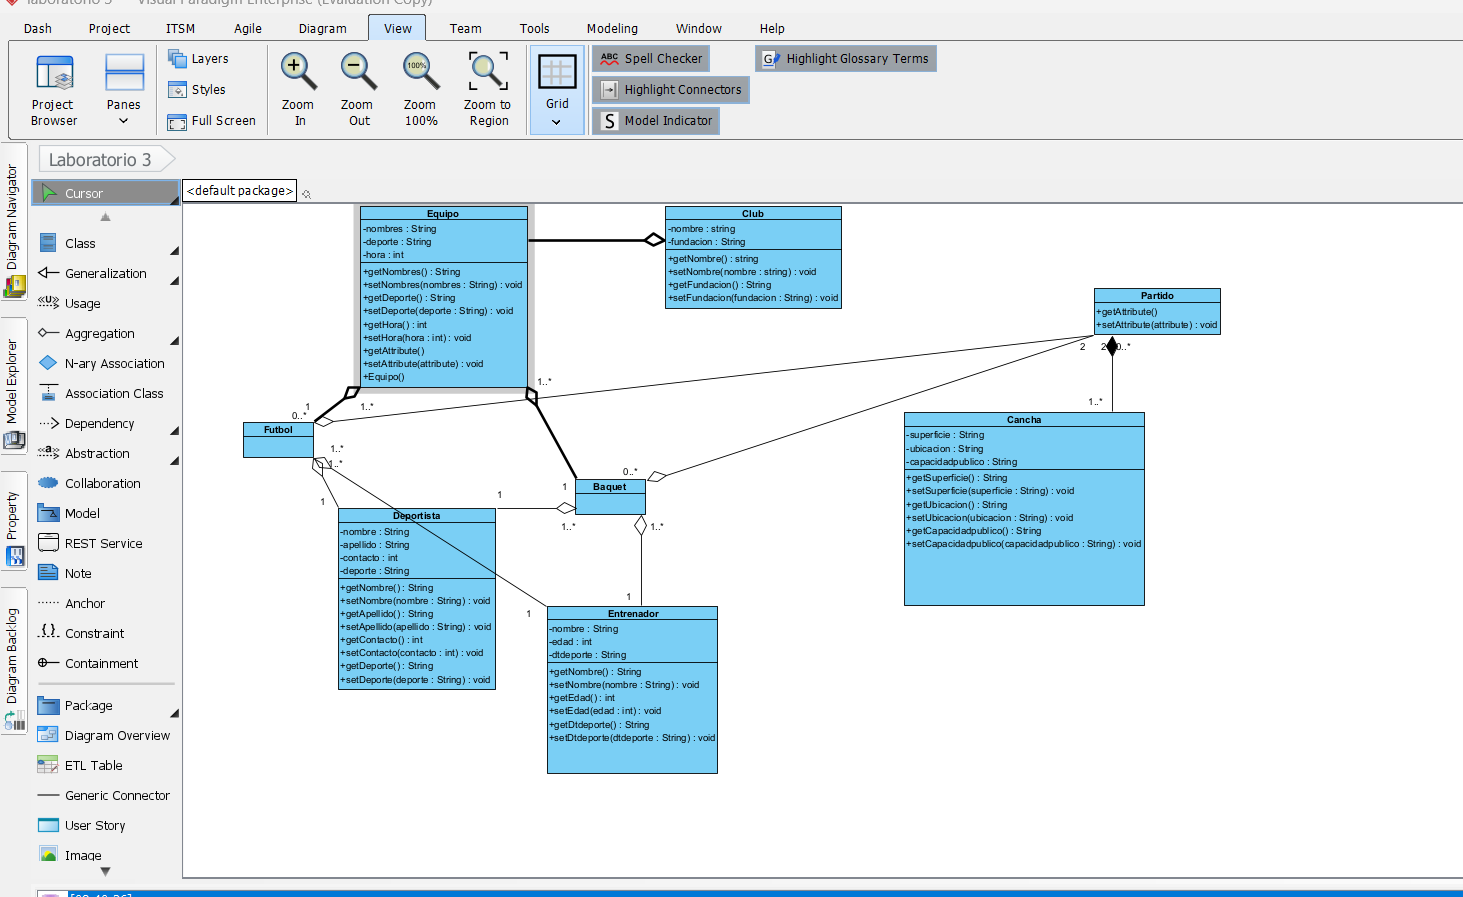 laboratorio 3 - Visual Paradigm Enterprise (Evaluation Copy)
Dash Project ITSM Agile Diagram View Team Tools Modeling Window Help
Project Browser
Panes
Layers
Styles
Full Screen
Zoom In
Zoom Out
100%
Zoom 100%
Zoom to Region
Grid
ABC Spell Checker
Highlight Connectors
S Model Indicator
G Highlight Glossary Terms
Diagram Navigator
Model Explorer
Property
Diagram Backlog
Laboratorio 3
<default package>
Cursor
Class
Generalization
«U» Usage
Aggregation
N-ary Association
Association Class
Dependency
«a» Abstraction
Collaboration
Model
REST Service
Note
Anchor
{} Constraint
Containment
Package
Diagram Overview
ETL Table
Generic Connector
User Story
Image
Equipo
-nombres : String
-deporte : String
-hora : int
+getNombres() : String
+setNombres(nombres : String) : void
+getDeporte() : String
+setDeporte(deporte : String) : void
+getHora() : int
+setHora(hora : int) : void
+getAttribute()
+setAttribute(attribute) : void
+Equipo()
Club
-nombre : string
-fundacion : String
+getNombre() : string
+setNombre(nombre : string) : void
+getFundacion() : String
+setFundacion(fundacion : String) : void
Partido
+getAttribute()
+setAttribute(attribute) : void
2
2
0..*
1..*
1..*
1
1..*
0..*
Futbol
1..*
1..*
1
Cancha
-superficie : String
-ubicacion : String
-capacidadpublico : String
+getSuperficie() : String
+setSuperficie(superficie : String) : void
+getUbicacion() : String
+setUbicacion(ubicacion : String) : void
+getCapacidadpublico() : String
+setCapacidadpublico(capacidadpublico : String) : void
0..*
1
Baquet
1
1..*
1..*
Deportista
-nombre : String
-apellido : String
-contacto : int
-deporte : String
+getNombre() : String
+setNombre(nombre : String) : void
+getApellido() : String
+setApellido(apellido : String) : void
+getContacto() : int
+setContacto(contacto : int) : void
+getDeporte() : String
+setDeporte(deporte : String) : void
1
1
Entrenador
-nombre : String
-edad : int
-dtdeporte : String
+getNombre() : String
+setNombre(nombre : String) : void
+getEdad() : int
+setEdad(edad : int) : void
+getDtdeporte() : String
+setDtdeporte(dtdeporte : String) : void